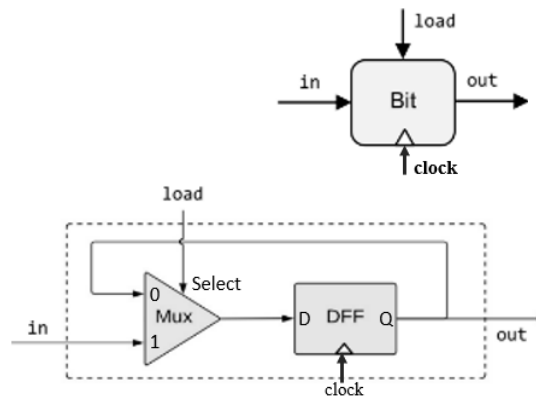 load
in
Bit
out
clock
load
Select
0
Mux
D DFF Q
in
1
out
clock